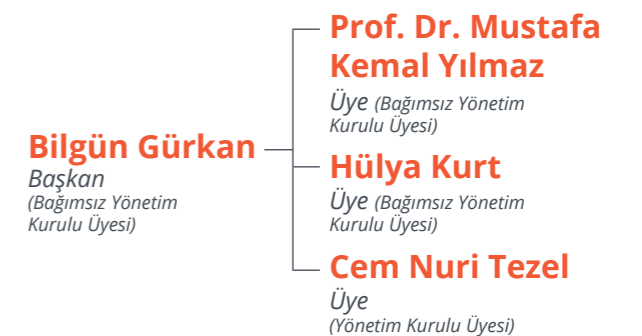 Bilgün Gürkan
Başkan
(Bağımsız Yönetim
Kurulu Üyesi)
Prof. Dr. Mustafa
Kemal Yılmaz
Üye (Bağımsız Yönetim
Kurulu Üyesi)
Hülya Kurt
Üye (Bağımsız Yönetim
Kurulu Üyesi)
Cem Nuri Tezel
Üye
(Yönetim Kurulu Üyesi)